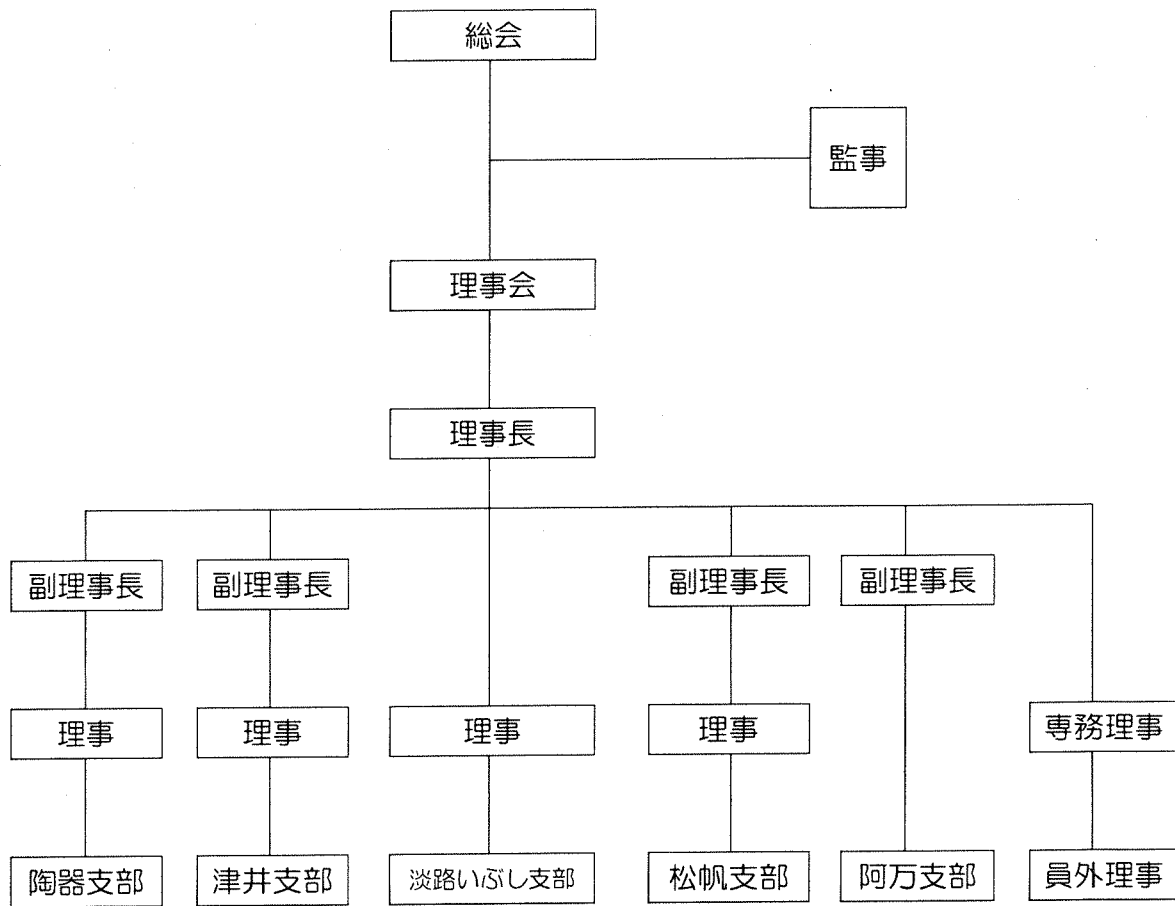 総会
監事
理事会
理事長
副理事長
副理事長
副理事長
副理事長
理事
理事
理事
理事
専務理事
陶器支部
津井支部
淡路いぶし支部
松帆支部
阿万支部
員外理事